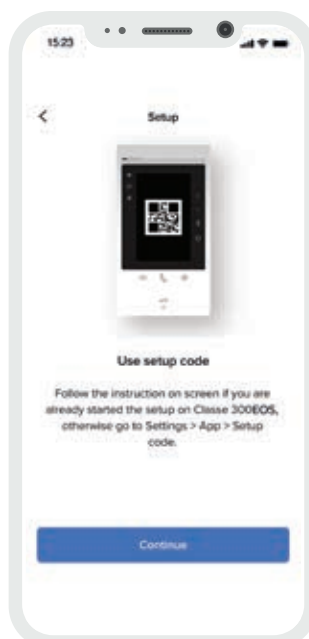 15:23
Setup
Use setup code
Follow the instruction on screen if you are
already started the setup on Classe 300EOS,
otherwise go to Settings > App > Setup
code.
Continue